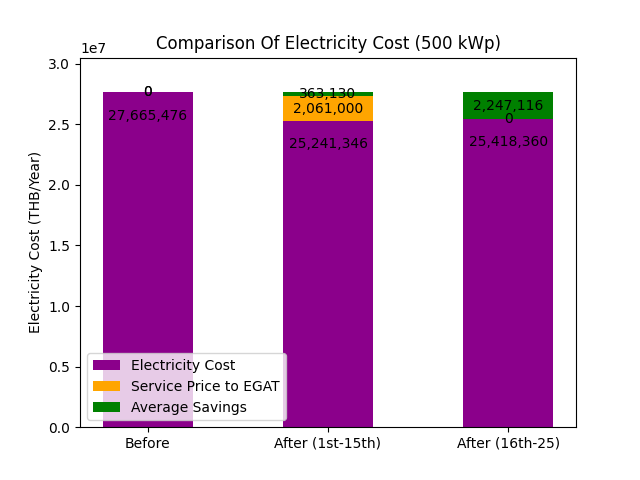 Comparison Of Electricity Cost (500 kWp)
1e7
3.0
2.5
2.0
1.5
1.0
0.5
0.0
Electricity Cost (THB/Year)
0
27,665,476
363,130
2,061,000
25,241,346
2,247,116
0
25,418,360
Electricity Cost
Service Price to EGAT
Average Savings
Before
After (1st-15th)
After (16th-25)